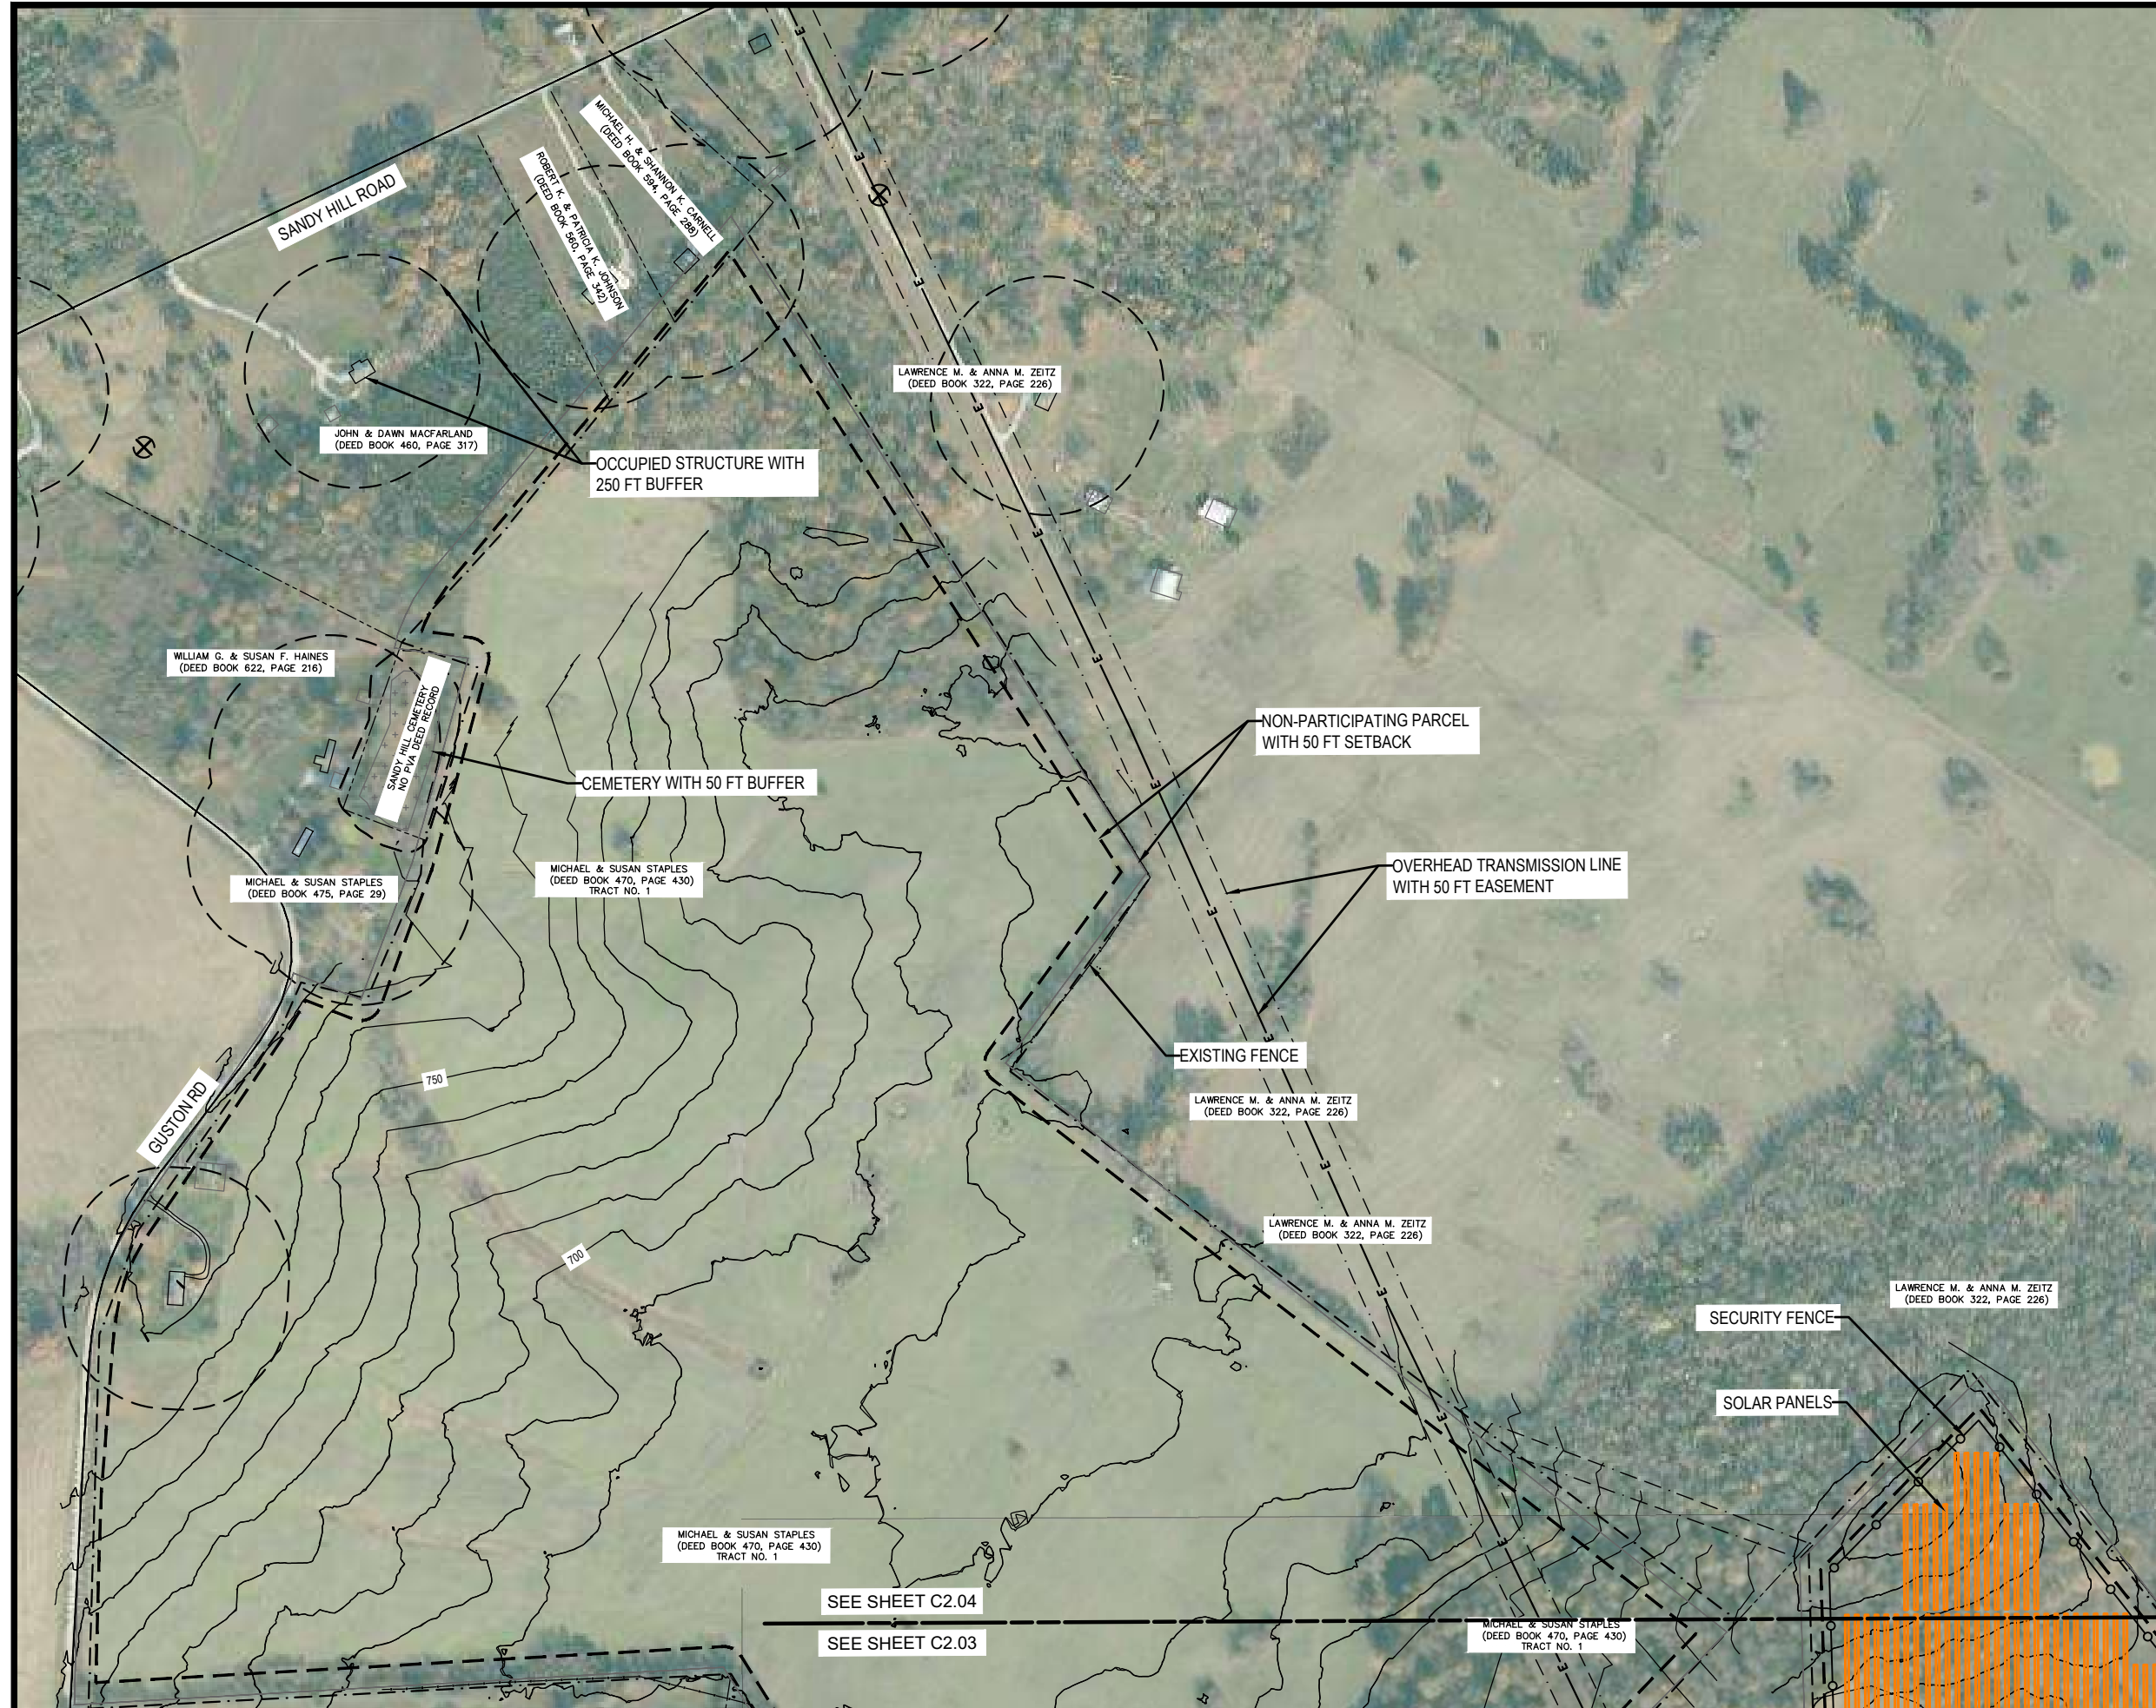 SANDY HILL ROAD
MICHAEL H. & SHANNON K. CARNELL
(DEED BOOK 594, PAGE 288)
ROBERT K. & PATRICIA K. JOHNSON
(DEED BOOK 560, PAGE 342)
LAWRENCE M. & ANNA M. ZEITZ
(DEED BOOK 322, PAGE 226)
JOHN & DAWN MACFARLAND
(DEED BOOK 460, PAGE 317)
OCCUPIED STRUCTURE WITH
250 FT BUFFER
WILLIAM G. & SUSAN F. HAINES
(DEED BOOK 622, PAGE 216)
SANDY HILL CEMETERY
NO PVA DEED RECORD
NON-PARTICIPATING PARCEL
WITH 50 FT SETBACK
CEMETERY WITH 50 FT BUFFER
MICHAEL & SUSAN STAPLES
(DEED BOOK 475, PAGE 29)
MICHAEL & SUSAN STAPLES
(DEED BOOK 470, PAGE 430)
TRACT NO. 1
OVERHEAD TRANSMISSION LINE
WITH 50 FT EASEMENT
EXISTING FENCE
750
GUSTON RD
LAWRENCE M. & ANNA M. ZEITZ
(DEED BOOK 322, PAGE 226)
LAWRENCE M. & ANNA M. ZEITZ
(DEED BOOK 322, PAGE 226)
700
LAWRENCE M. & ANNA M. ZEITZ
(DEED BOOK 322, PAGE 226)
SECURITY FENCE
SOLAR PANELS
MICHAEL & SUSAN STAPLES
(DEED BOOK 470, PAGE 430)
TRACT NO. 1
SEE SHEET C2.04
SEE SHEET C2.03
MICHAEL & SUSAN STAPLES
(DEED BOOK 470, PAGE 430)
TRACT NO. 1
E
E
E
E
E
E
E
E
E
E
E
E
E
E